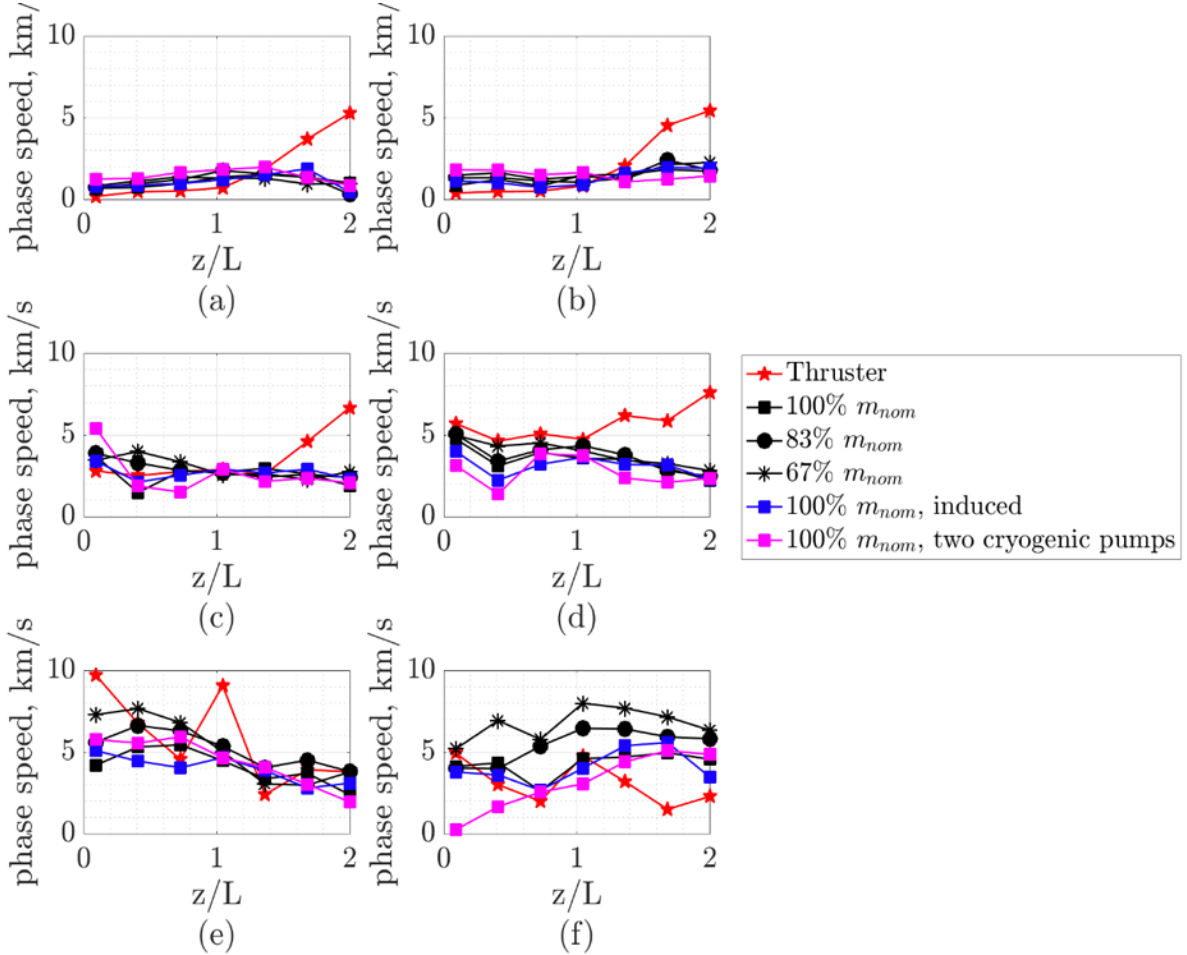 phase speed, km/
10
5
0
0
1
2
z/L
(a)
phase speed, km/
10
5
0
0
1
2
z/L
(b)
phase speed, km/s
10
5
0
0
1
2
z/L
(c)
phase speed, km/s
10
5
0
0
1
2
z/L
(d)
Thruster
100% m_nom
83% m_nom
67% m_nom
100% m_nom, induced
100% m_nom, two cryogenic pumps
phase speed, km/s
10
5
0
0
1
2
z/L
(e)
phase speed, km/s
10
5
0
0
1
2
z/L
(f)